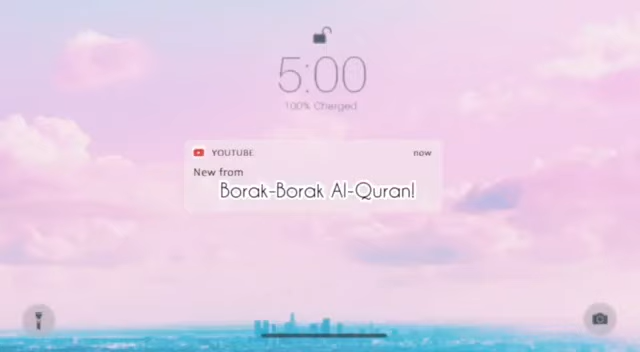 5:00
100% Charged
YOUTUBE now
New from
Borak-Borak Al-Quran!